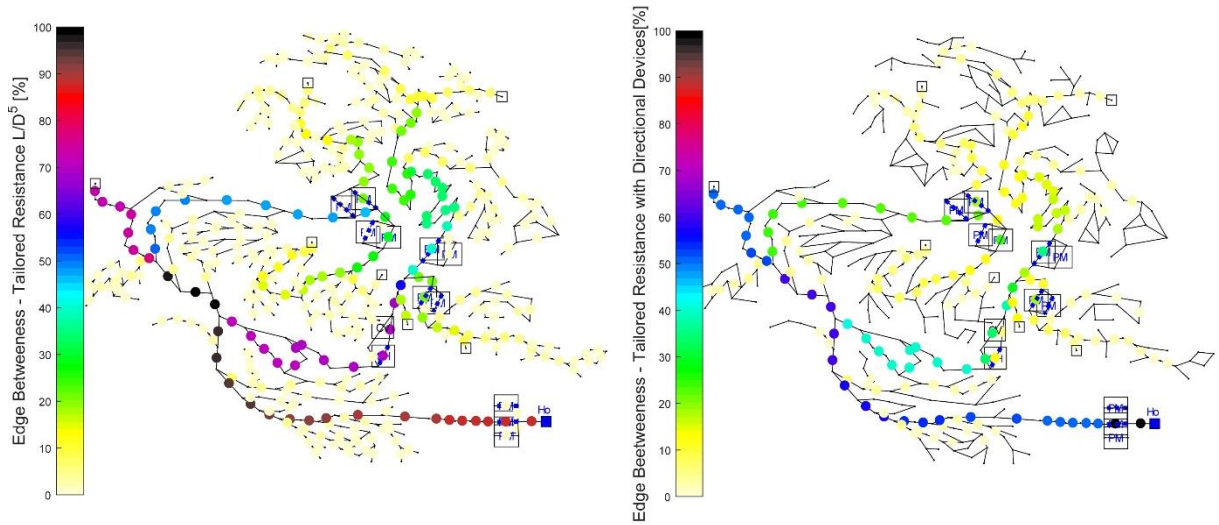 Edge Betweeness - Tailored Resistance L/D⁵ [%]
100
90
80
70
60
50
40
30
20
10
0
PM
Ho
Edge Beetweeness - Tailored Resistance with Directional Devices[%]
100
90
80
70
60
50
40
30
20
10
0
PM
PM
PM
PM
PM
PM
Ho